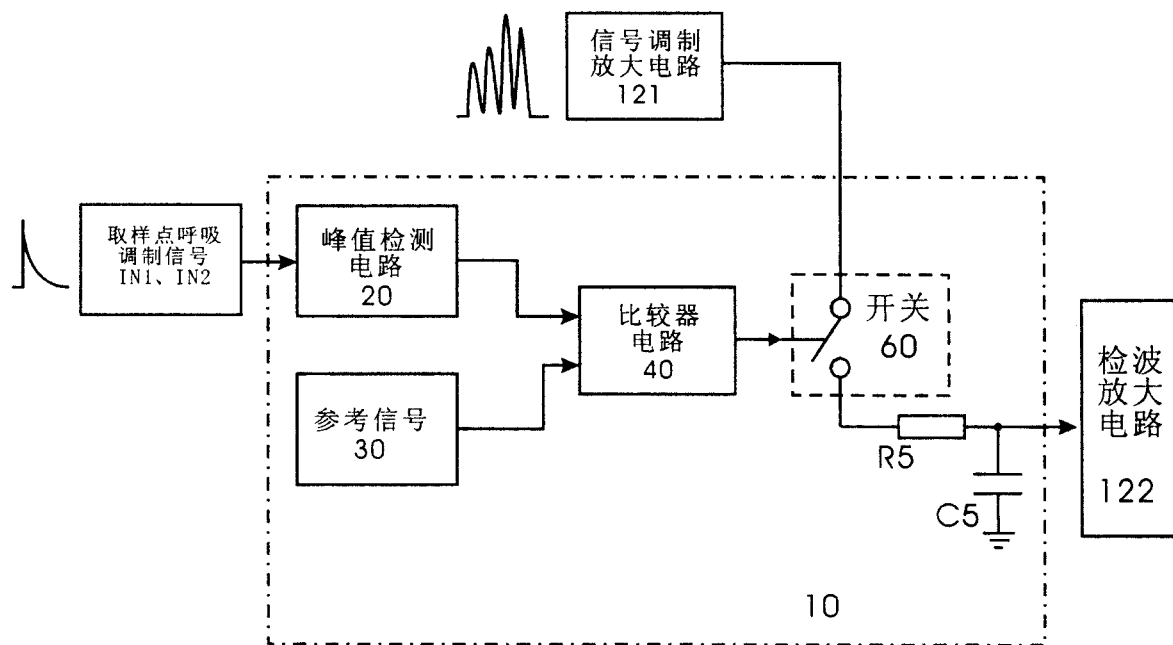 信号调制
放大电路
121
取样点呼吸
调制信号
IN1、IN2
峰值检测
电路
20
参考信号
30
比较器
电路
40
开关
60
R5
C5
检波
放大
电路
122
10